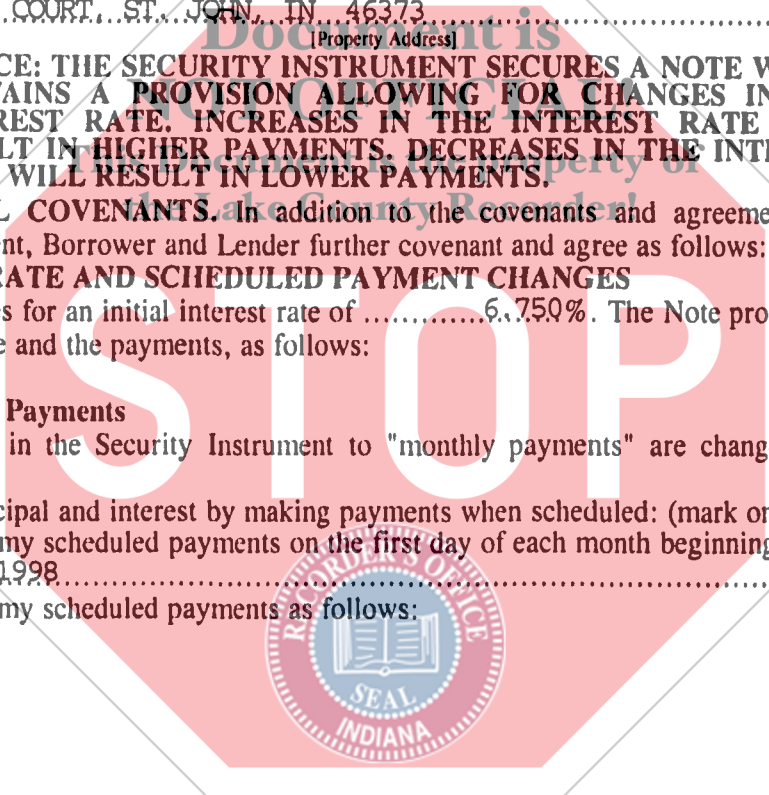 COURT, ST. JOHN, IN 46373
[Property Address]
Document is
CE: THE SECURITY INSTRUMENT SECURES A NOTE W
AINS A PROVISION ALLOWING FOR CHANGES IN
NOT OFFICIAL!
REST RATE. INCREASES IN THE INTEREST RATE
LT IN HIGHER PAYMENTS. DECREASES IN THE INTE
This Document is the property of
WILL RESULT IN LOWER PAYMENTS.
the Lake County Recorder!
L COVENANTS. In addition to the covenants and agreeme
nt, Borrower and Lender further covenant and agree as follows:
RATE AND SCHEDULED PAYMENT CHANGES
s for an initial interest rate of .............6.750%. The Note pro
e and the payments, as follows:
STOP
Payments
in the Security Instrument to "monthly payments" are chang
cipal and interest by making payments when scheduled: (mark on
my scheduled payments on the first day of each month beginning
1998
my scheduled payments as follows:
RECORDER'S OFFICE
SEAL
INDIANA